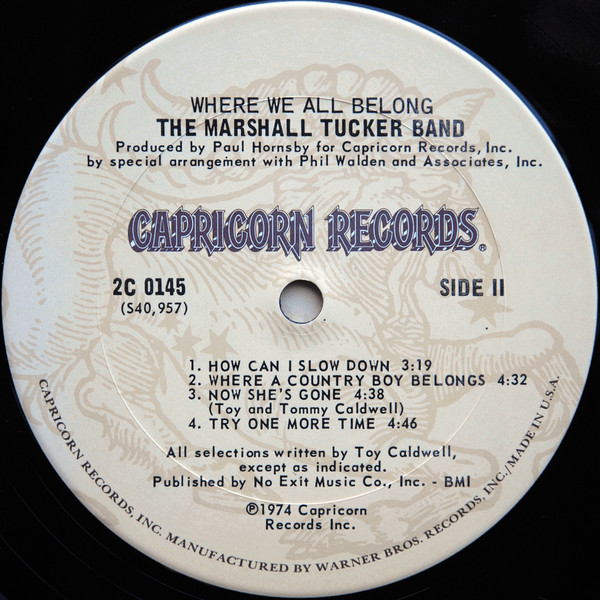 WHERE WE ALL BELONG
THE MARSHALL TUCKER BAND
Produced by Paul Hornsby for Capricorn Records, Inc.
by special arrangement with Phil Walden and Associates, Inc.
CAPRICORN RECORDS®
2C 0145
(S40,957)
SIDE II
1. HOW CAN I SLOW DOWN 3:19
2. WHERE A COUNTRY BOY BELONGS 4:32
3. NOW SHE'S GONE 4:38
(Toy and Tommy Caldwell)
4. TRY ONE MORE TIME 4:46
All selections written by Toy Caldwell,
except as indicated.
Published by No Exit Music Co., Inc. - BMI
℗1974 Capricorn
Records Inc.
CAPRICORN RECORDS, INC. MANUFACTURED BY WARNER BROS. RECORDS, INC./MADE IN U.S.A.